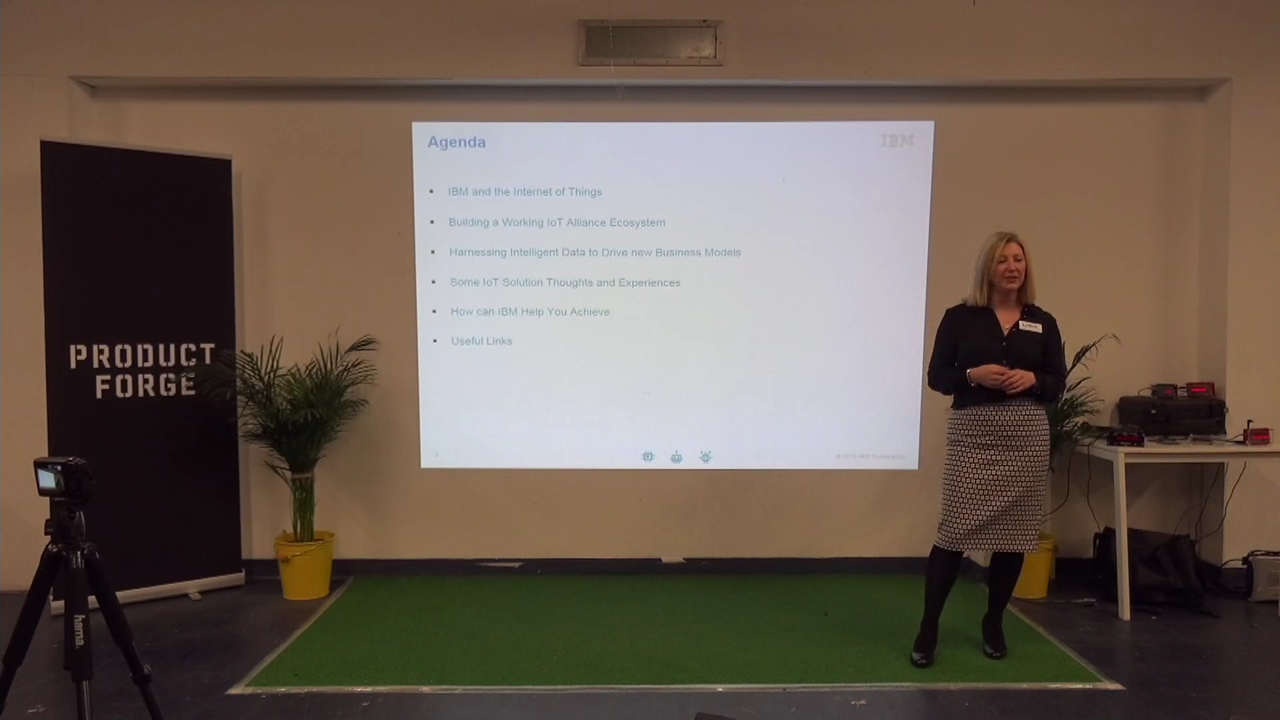 Agenda
IBM
IBM and the Internet of Things
Building a Working IoT Alliance Ecosystem
Harnessing Intelligent Data to Drive new Business Models
Some IoT Solution Thoughts and Experiences
How can IBM Help You Achieve
Useful Links
PRODUCT
FORGE
hama